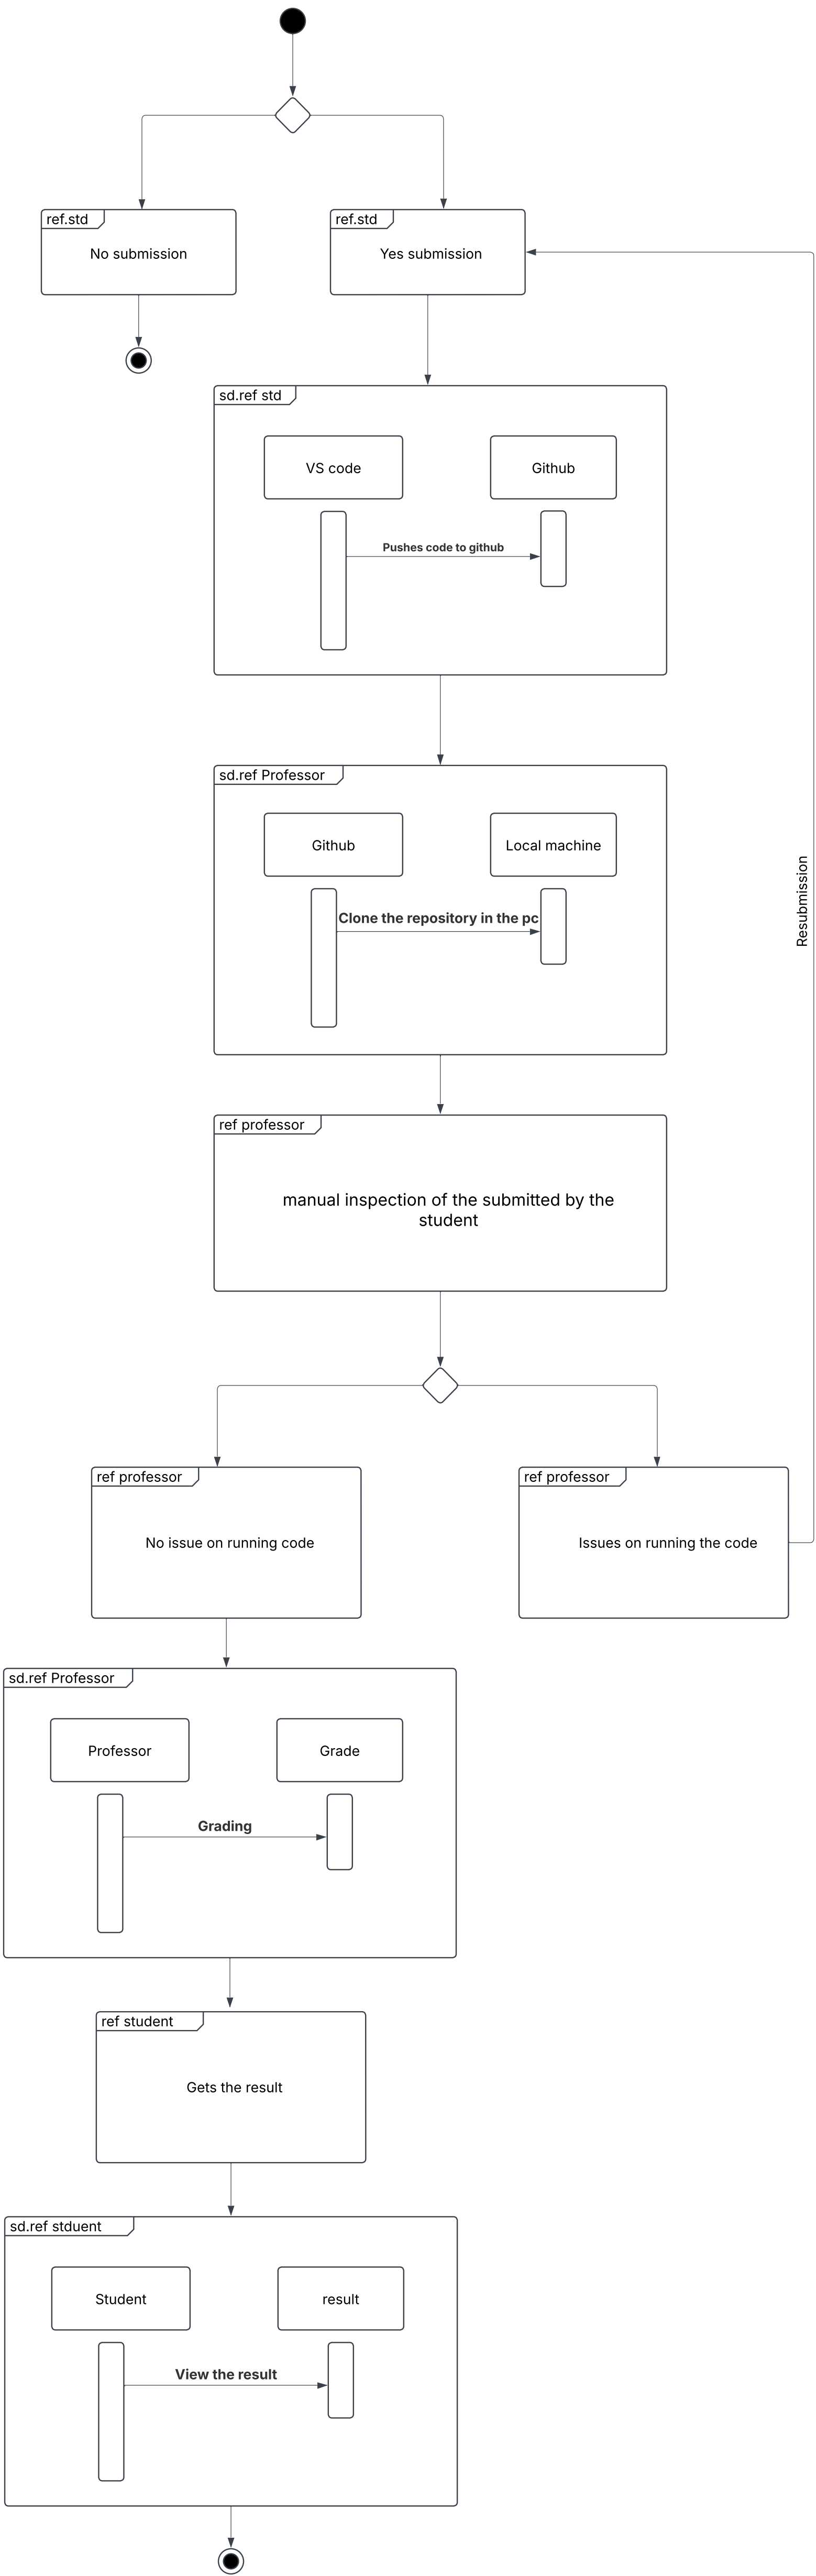 ref.std
No submission
ref.std
Yes submission
sd.ref std
VS code
Github
Pushes code to github
sd.ref Professor
Github
Local machine
Clone the repository in the pc
Resubmission
ref professor
manual inspection of the submitted by the
student
ref professor
No issue on running code
ref professor
Issues on running the code
sd.ref Professor
Professor
Grade
Grading
ref student
Gets the result
sd.ref stduent
Student
result
View the result